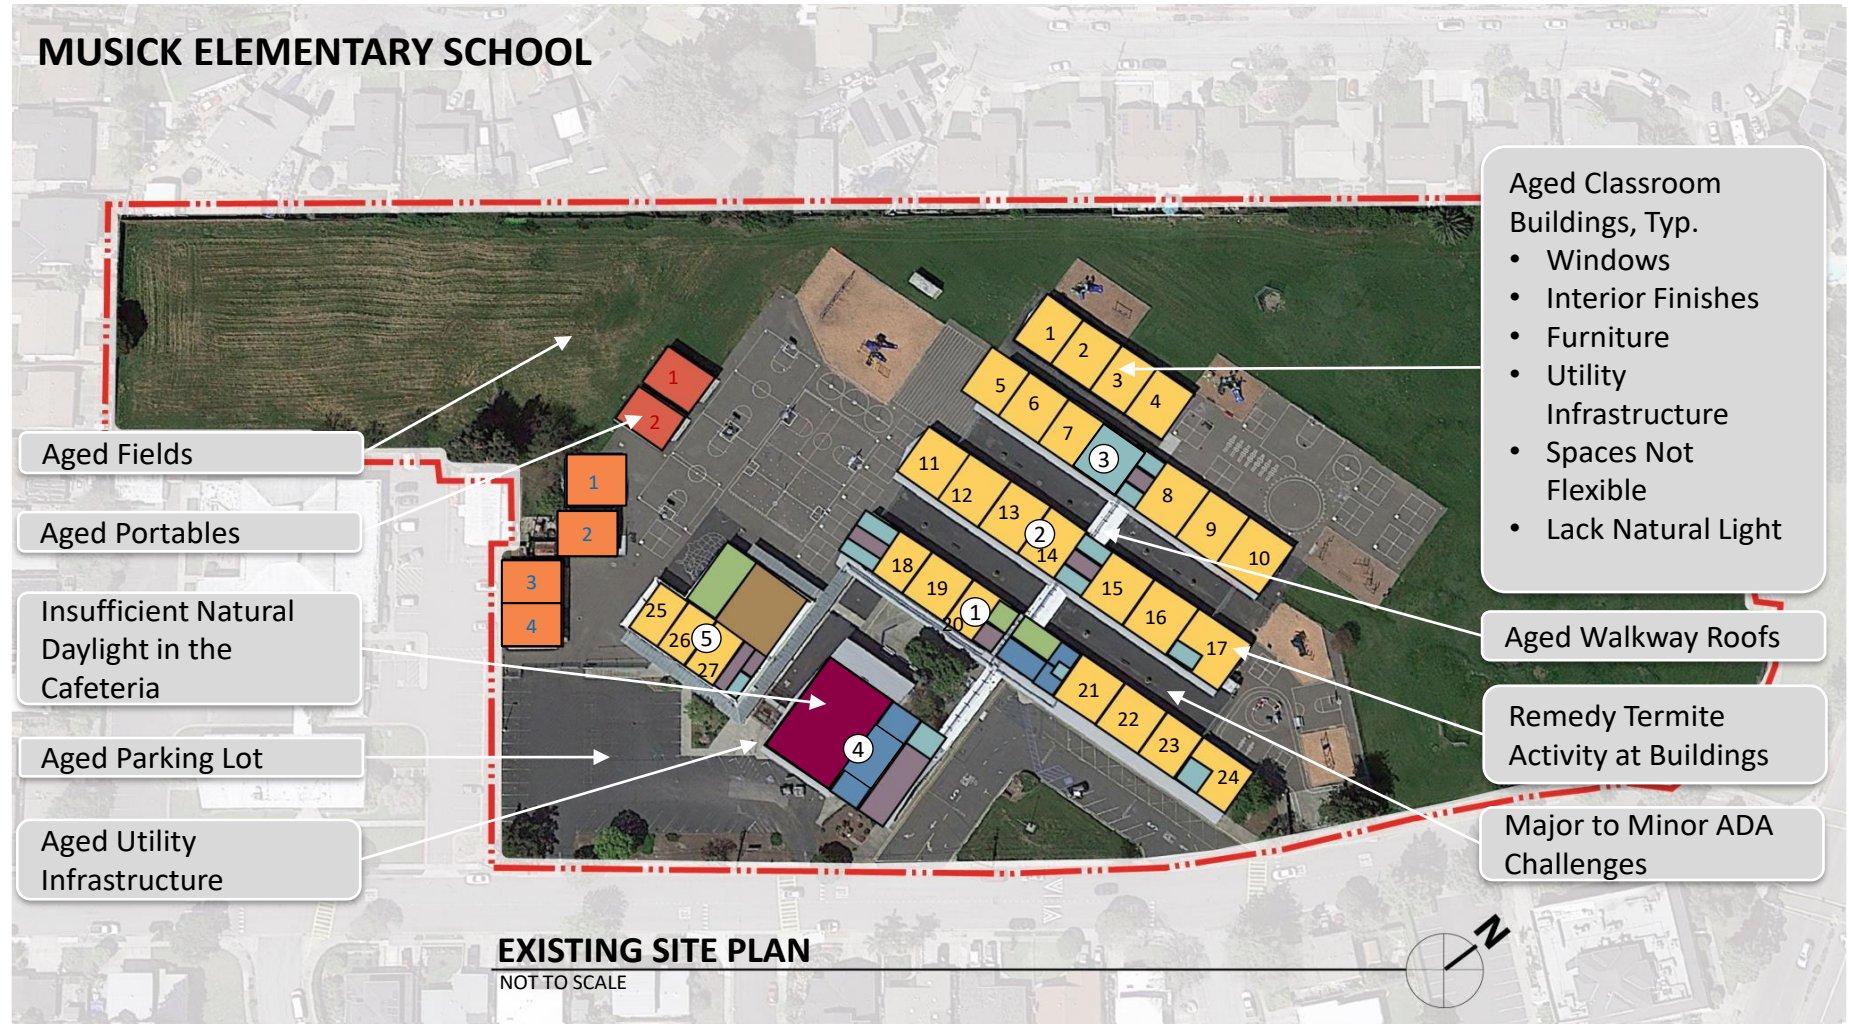 MUSICK ELEMENTARY SCHOOL
Aged Classroom
Buildings, Typ.
• Windows
• Interior Finishes
• Furniture
• Utility
Infrastructure
• Spaces Not
Flexible
• Lack Natural Light
Aged Walkway Roofs
Remedy Termite
Activity at Buildings
Major to Minor ADA
Challenges
Aged Fields
Aged Portables
Insufficient Natural
Daylight in the
Cafeteria
Aged Parking Lot
Aged Utility
Infrastructure
1
2
3
4
5
6
7
3
8
9
10
11
12
13
2
14
15
16
17
18
19
1
20
21
22
23
24
25
26
5
27
4
1
2
1
2
3
4
EXISTING SITE PLAN
NOT TO SCALE
N